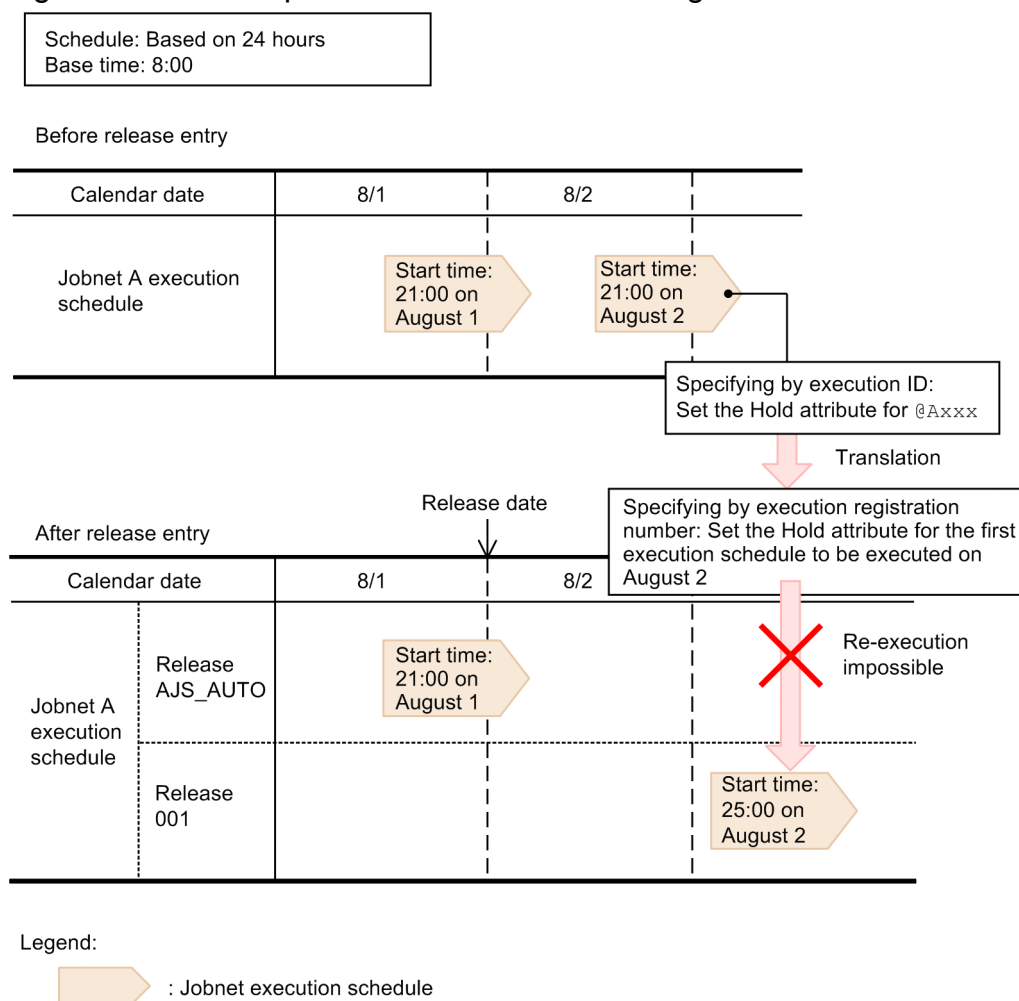 Schedule: Based on 24 hours
Base time: 8:00
Before release entry
Calendar date
8/1
8/2
Jobnet A execution
schedule
Start time:
21:00 on
August 1
Start time:
21:00 on
August 2
Specifying by execution ID:
Set the Hold attribute for @Axxx
Translation
Release date
Specifying by execution registration
number: Set the Hold attribute for the first
execution schedule to be executed on
August 2
After release entry
Calendar date
8/1
8/2
Jobnet A
execution
schedule
Release
AJS_AUTO
Start time:
21:00 on
August 1
Re-execution
impossible
Release
001
Start time:
25:00 on
August 2
Legend:
: Jobnet execution schedule